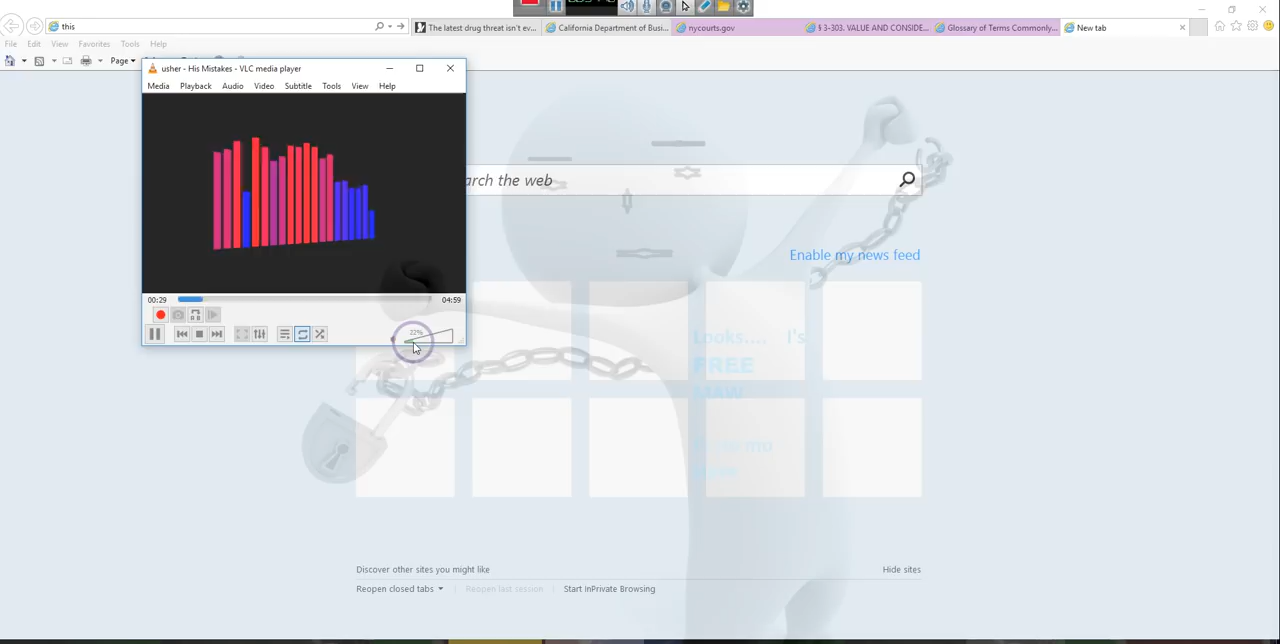 this
The latest drug threat isn't ev...
California Department of Busi...
nycourts.gov
§ 3-303. VALUE AND CONSIDE...
Glossary of Terms Commonly...
New tab
File Edit View Favorites Tools Help
Page
usher - His Mistakes - VLC media player
Media Playback Audio Video Subtitle Tools View Help
arch the web
Enable my news feed
00:29 04:59
22%
Looks.... I's
FREE
Discover other sites you might like
Hide sites
Reopen closed tabs
Reopen last session
Start InPrivate Browsing